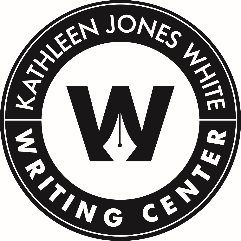 KATHLEEN JONES WHITE
W
WRITING CENTER